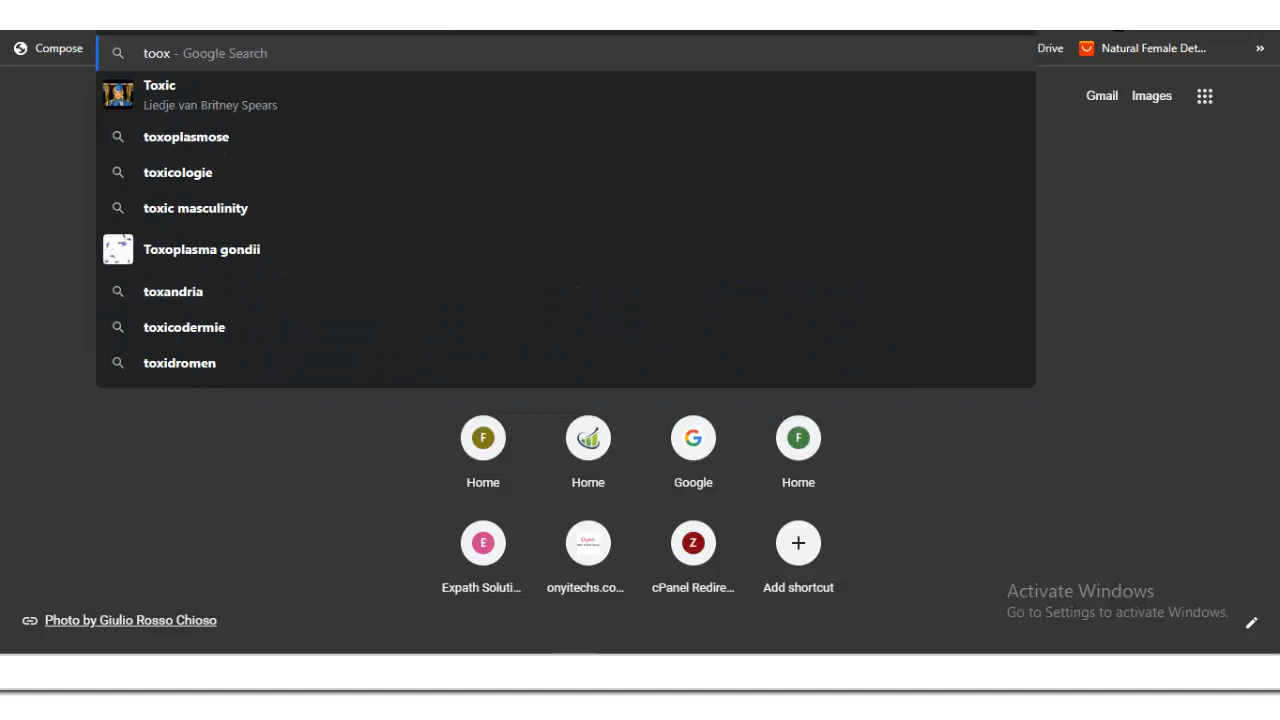 Compose
toox - Google Search
Drive
Natural Female Det...
»
Toxic
Liedje van Britney Spears
Gmail
Images
toxoplasmose
toxicologie
toxic masculinity
Toxoplasma gondii
toxandria
toxicodermie
toxidromen
F
G
F
Home
Home
Google
Home
E
Z
Expath Soluti...
onyitechs.co...
cPanel Redire...
Add shortcut
Activate Windows
Go to Settings to activate Windows.
Photo by Giulio Rosso Chioso